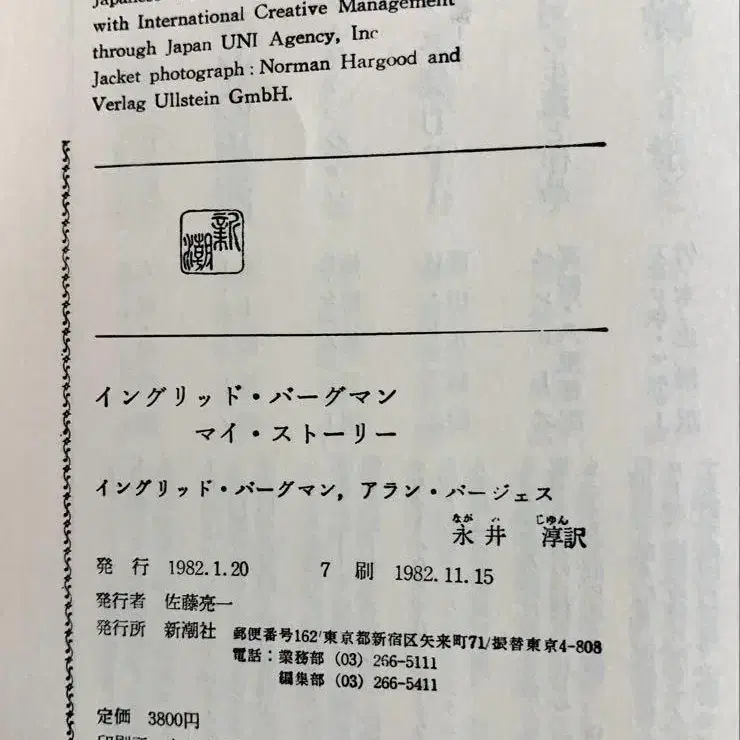 Japanese
with International Creative Management
through Japan UNI Agency, Inc
Jacket photograph : Norman Hargood and
Verlag Ullstein GmbH.
新潮
イングリッド・バーグマン
マイ・ストーリー
イングリッド・バーグマン, アラン・バージェス
なが い じゅん
永井 淳訳
発行 1982.1.20 7刷 1982.11.15
発行者 佐藤亮一
発行所 新潮社 郵便番号162/東京都新宿区矢来町71/振替東京4-808
電話：業務部 (03) 266-5111
編集部 (03) 266-5411
定価 3800円